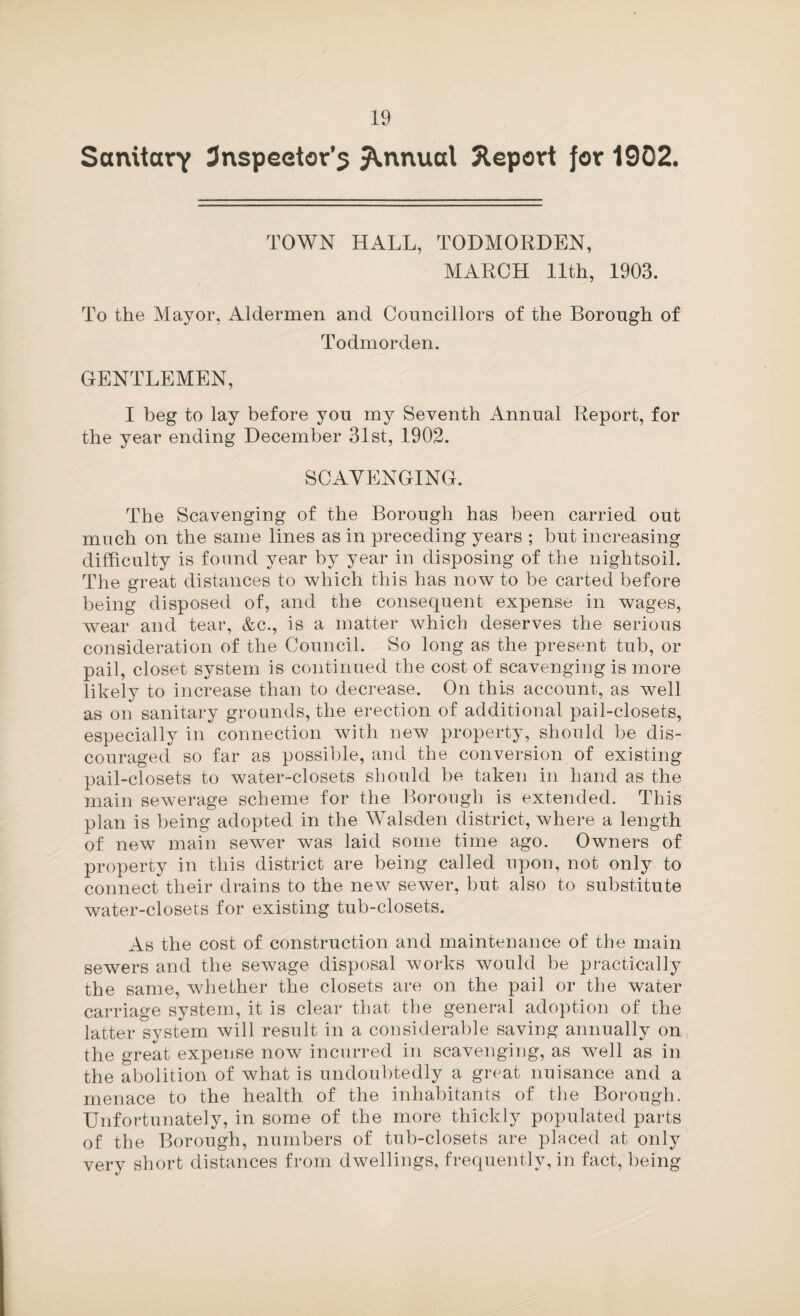 19
Sanitary Inspector's Annual Report for 1902.
TOWN HALL, TODMORDEN,
MARCH 11th, 1903.
To the Mayor, Aldermen and Councillors of the Borough of
Todmorden.
GENTLEMEN,
I beg to lay before you my Seventh Annual Report, for
the year ending December 31st, 1902.
SCAVENGING.
The Scavenging of the Borough has been carried out
much on the same lines as in preceding years ; but increasing
difficulty is found year by year in disposing of the nightsoil.
The great distances to which this has now to be carted before
being disposed of, and the consequent expense in wages,
wear and tear, &c., is a matter which deserves the serious
consideration of the Council. So long as the present tub, or
pail, closet system is continued the cost of scavenging is more
likely to increase than to decrease. On this account, as well
as on sanitary grounds, the erection of additional pail-closets,
especially in connection with new property, should be dis-
couraged so far as possible, and the conversion of existing
pail-closets to water-closets should be taken in hand as the
main sewerage scheme for the Borough is extended. This
plan is being adopted in the Walsden district, where a length
of new main sewer was laid some time ago. Owners of
property in this district are being called upon, not only to
connect their drains to the new sewer, but also to substitute
water-closets for existing tub-closets.
As the cost of construction and maintenance of the main
sewers and the sewage disposal works would be practically
the same, whether the closets are on the pail or the water
carriage system, it is clear that the general adoption of the
latter system will result in a considerable saving annually on
the great expense now incurred in scavenging, as well as in
the abolition of what is undoubtedly a great nuisance and a
menace to the health of the inhabitants of the Borough.
Unfortunately, in some of the more thickly populated parts
of the Borough, numbers of tub-closets are placed at only
very short distances from dwellings, frequently, in fact, being